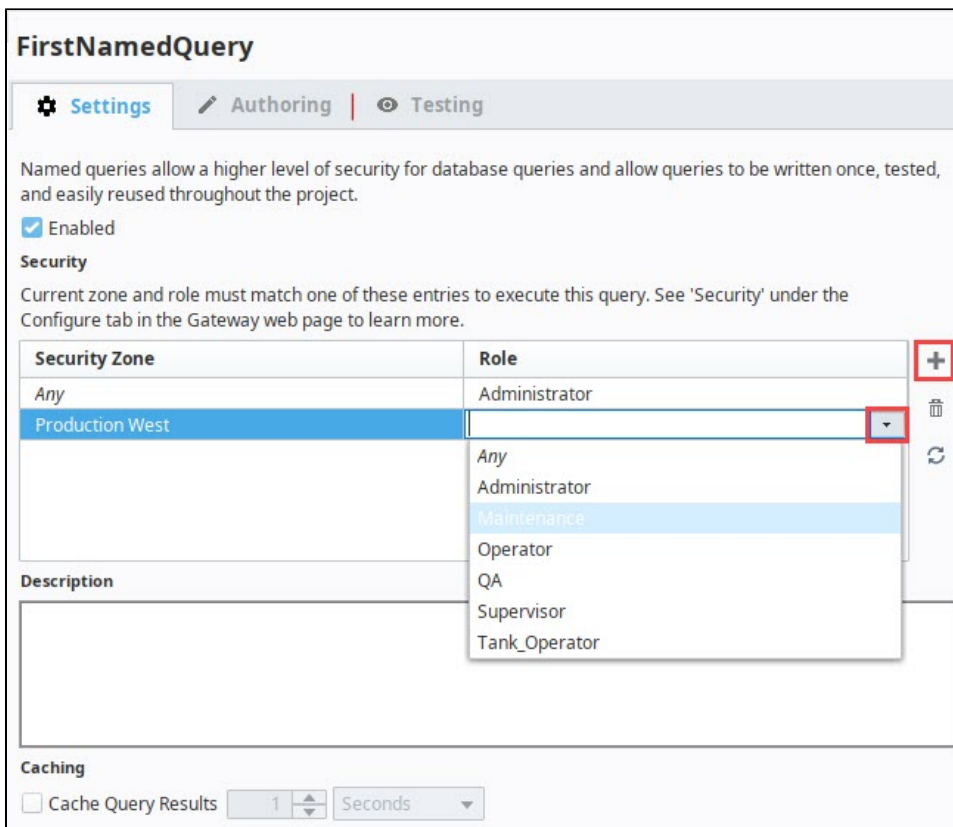 FirstNamedQuery
Settings Authoring Testing
Named queries allow a higher level of security for database queries and allow queries to be written once, tested,
and easily reused throughout the project.
Enabled
Security
Current zone and role must match one of these entries to execute this query. See 'Security' under the
Configure tab in the Gateway web page to learn more.
Security Zone Role
Any Administrator
Production West
Any
Administrator
Maintenance
Operator
QA
Supervisor
Tank_Operator
Description
Caching
Cache Query Results 1 Seconds